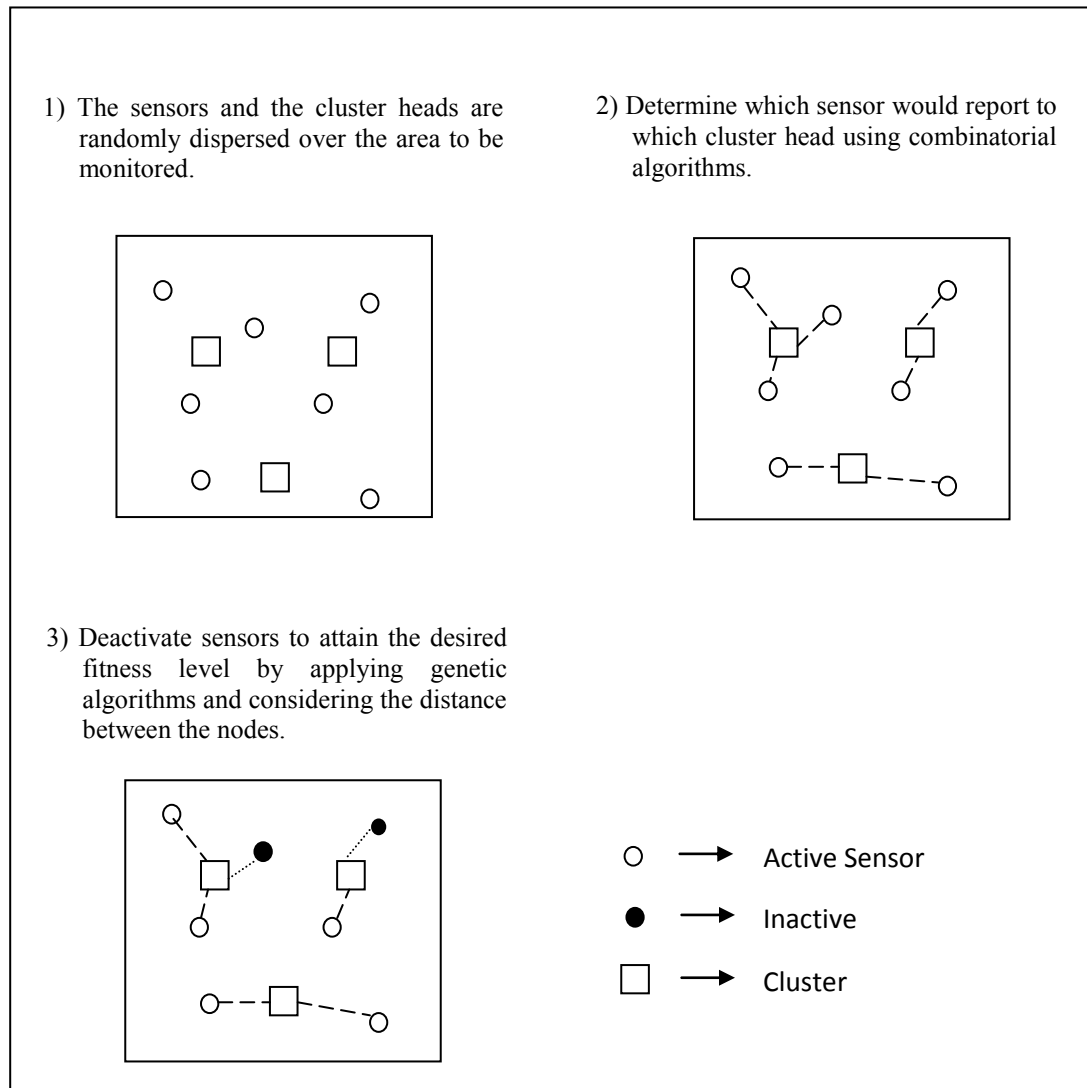 1) The sensors and the cluster heads are
randomly dispersed over the area to be
monitored.
2) Determine which sensor would report to
which cluster head using combinatorial
algorithms.
3) Deactivate sensors to attain the desired
fitness level by applying genetic
algorithms and considering the distance
between the nodes.
Active Sensor
Inactive
Cluster